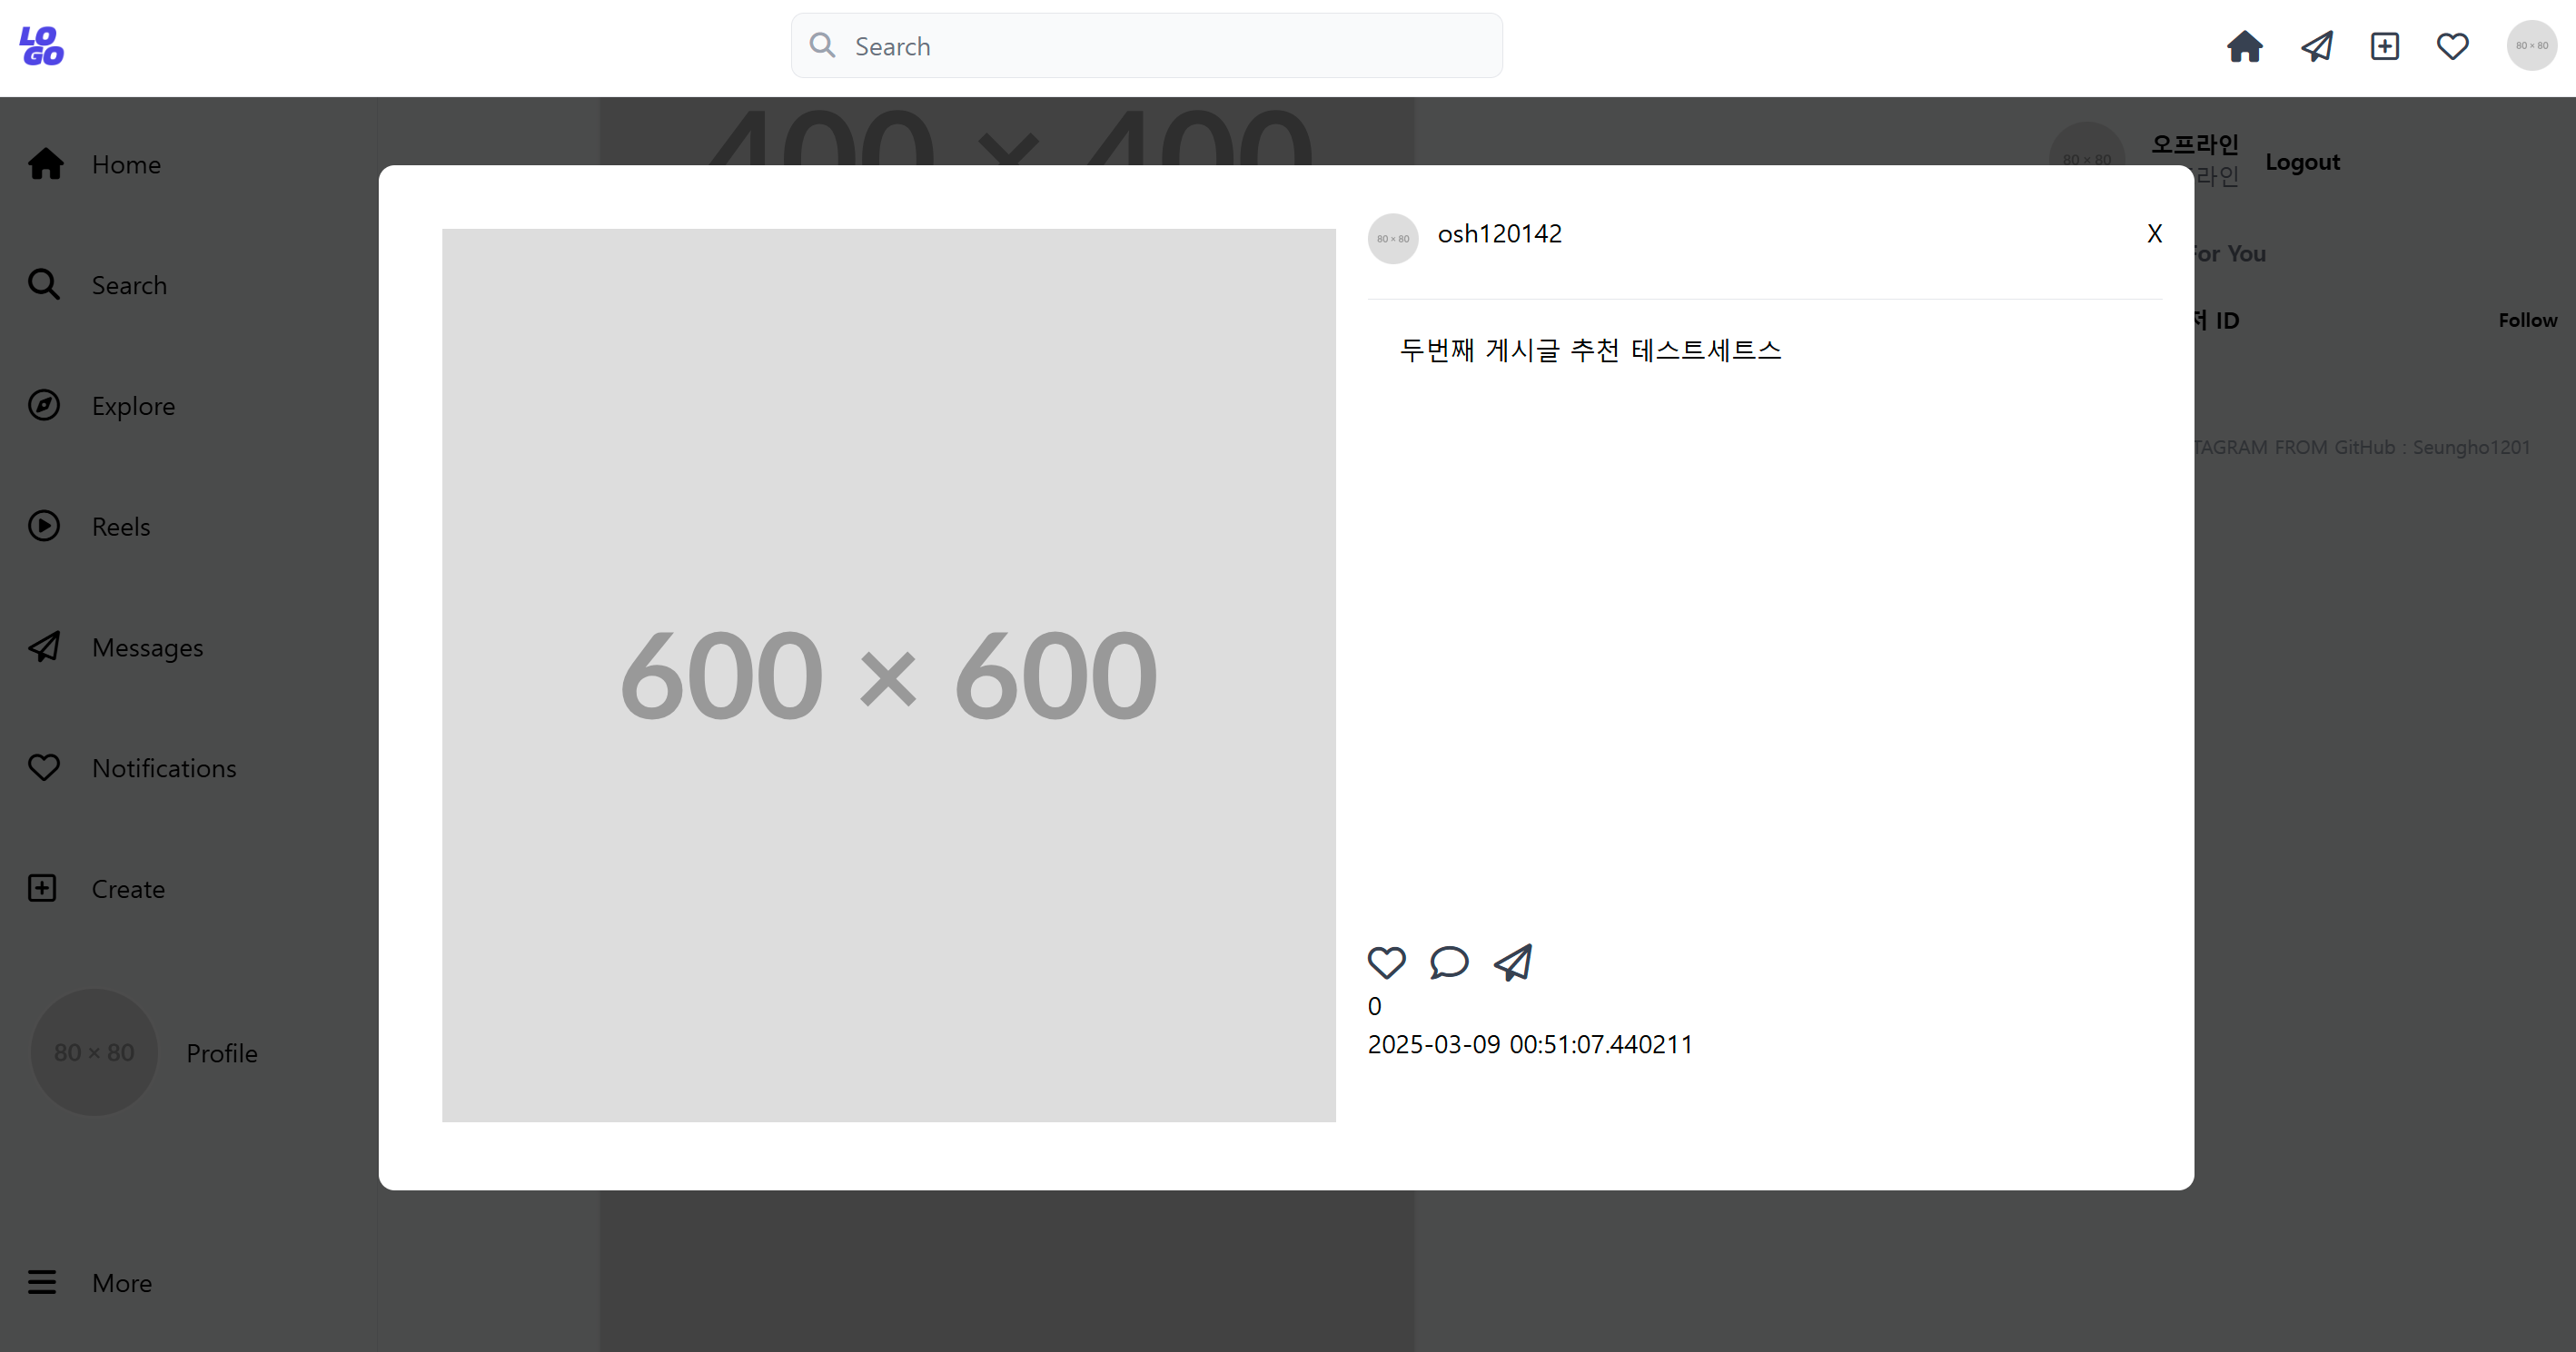 LO
GO
Search
80 × 80
Home
Search
Explore
Reels
Messages
Notifications
Create
80 × 80
Profile
More
400 × 400
80 × 80
오프라인
라인
Logout
For You
저 ID
Follow
TAGRAM FROM GitHub : Seungho1201
600 × 600
80 × 80
osh120142
X
두번째 게시글 추천 테스트세트스
0
2025-03-09 00:51:07.440211